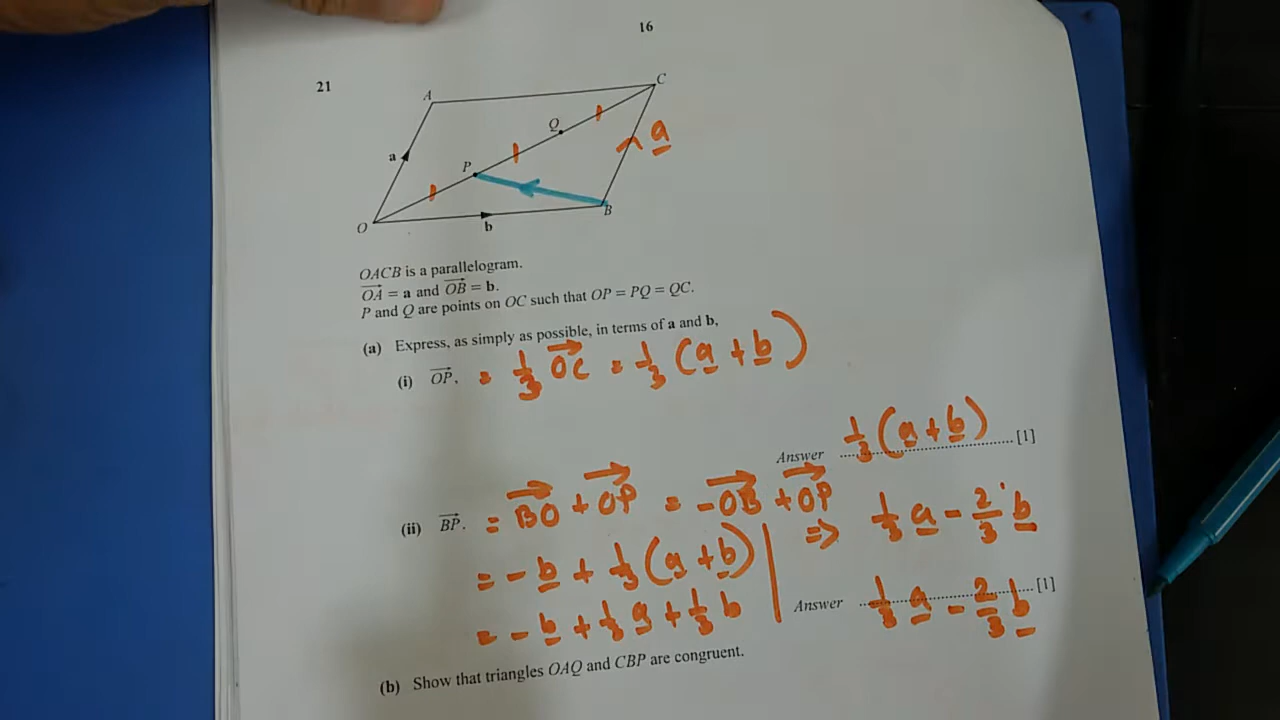 16
21
A
C
Q
a
a
P
O
b
B
OACB is a parallelogram.
OA = a and OB = b.
P and Q are points on OC such that OP = PQ = QC.
(a) Express, as simply as possible, in terms of a and b,
(i) OP. = 1/3 OC = 1/3 (a + b)
Answer 1/3 (a + b) [1]
(ii) BP. = BO + OP = -OB + OP
= - b + 1/3 (a + b) => 1/3 a - 2/3 b
= - b + 1/3 a + 1/3 b
Answer 1/3 a - 2/3 b [1]
(b) Show that triangles OAQ and CBP are congruent.